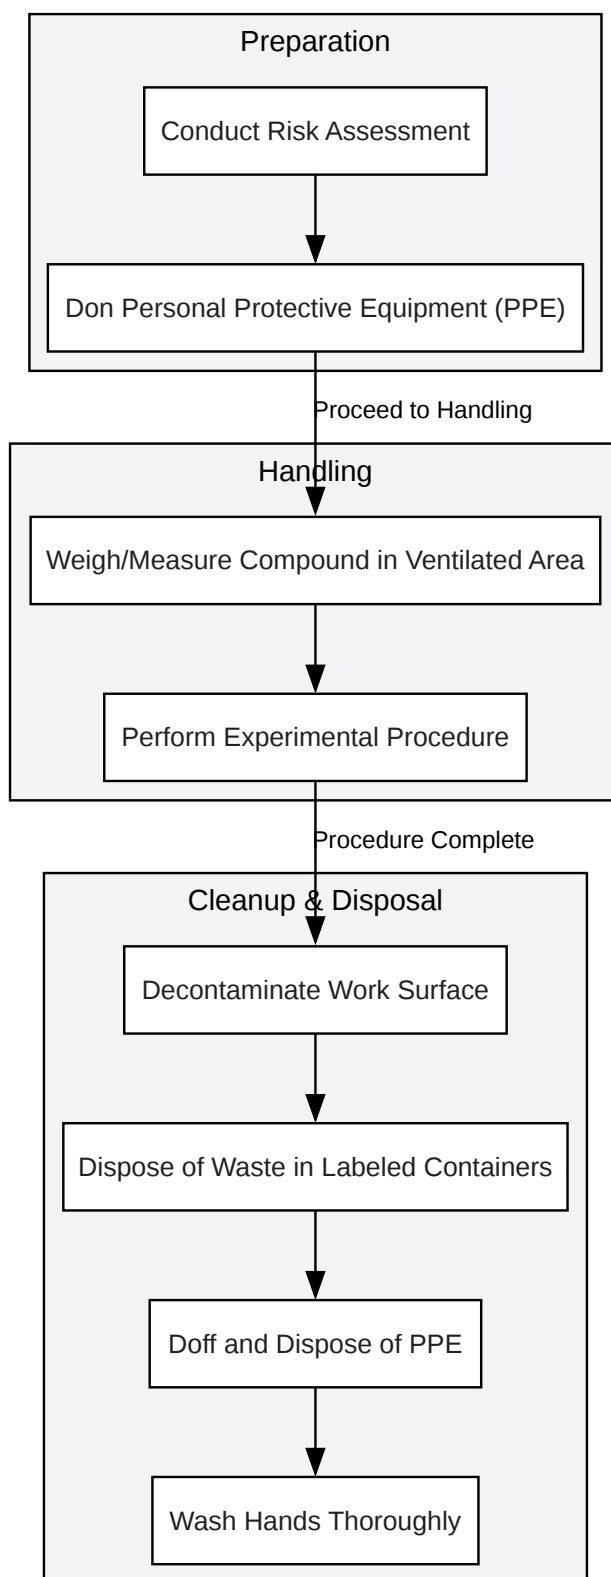 Preparation
Conduct Risk Assessment
Don Personal Protective Equipment (PPE)
Proceed to Handling
Handling
Weigh/Measure Compound in Ventilated Area
Perform Experimental Procedure
Procedure Complete
Cleanup & Disposal
Decontaminate Work Surface
Dispose of Waste in Labeled Containers
Doff and Dispose of PPE
Wash Hands Thoroughly